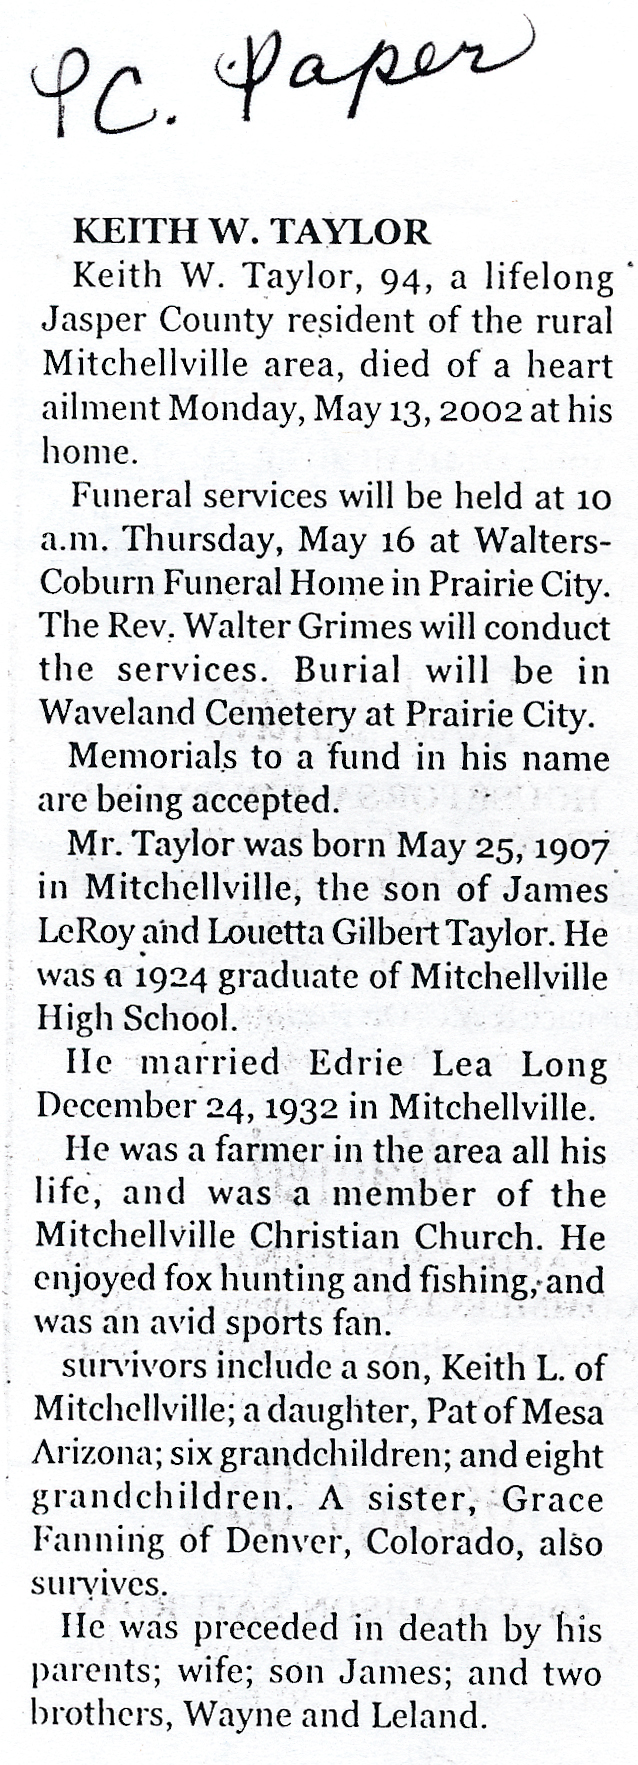 PC. Paper
KEITH W. TAYLOR
Keith W. Taylor, 94, a lifelong
Jasper County resident of the rural
Mitchellville area, died of a heart
ailment Monday, May 13, 2002 at his
home.
Funeral services will be held at 10
a.m. Thursday, May 16 at Walters-
Coburn Funeral Home in Prairie City.
The Rev. Walter Grimes will conduct
the services. Burial will be in
Waveland Cemetery at Prairie City.
Memorials to a fund in his name
are being accepted.
Mr. Taylor was born May 25, 1907
in Mitchellville, the son of James
LeRoy and Louetta Gilbert Taylor. He
was a 1924 graduate of Mitchellville
High School.
He married Edrie Lea Long
December 24, 1932 in Mitchellville.
He was a farmer in the area all his
life, and was a member of the
Mitchellville Christian Church. He
enjoyed fox hunting and fishing, and
was an avid sports fan.
survivors include a son, Keith L. of
Mitchellville; a daughter, Pat of Mesa
Arizona; six grandchildren; and eight
grandchildren. A sister, Grace
Fanning of Denver, Colorado, also
survives.
He was preceded in death by his
parents; wife; son James; and two
brothers, Wayne and Leland.